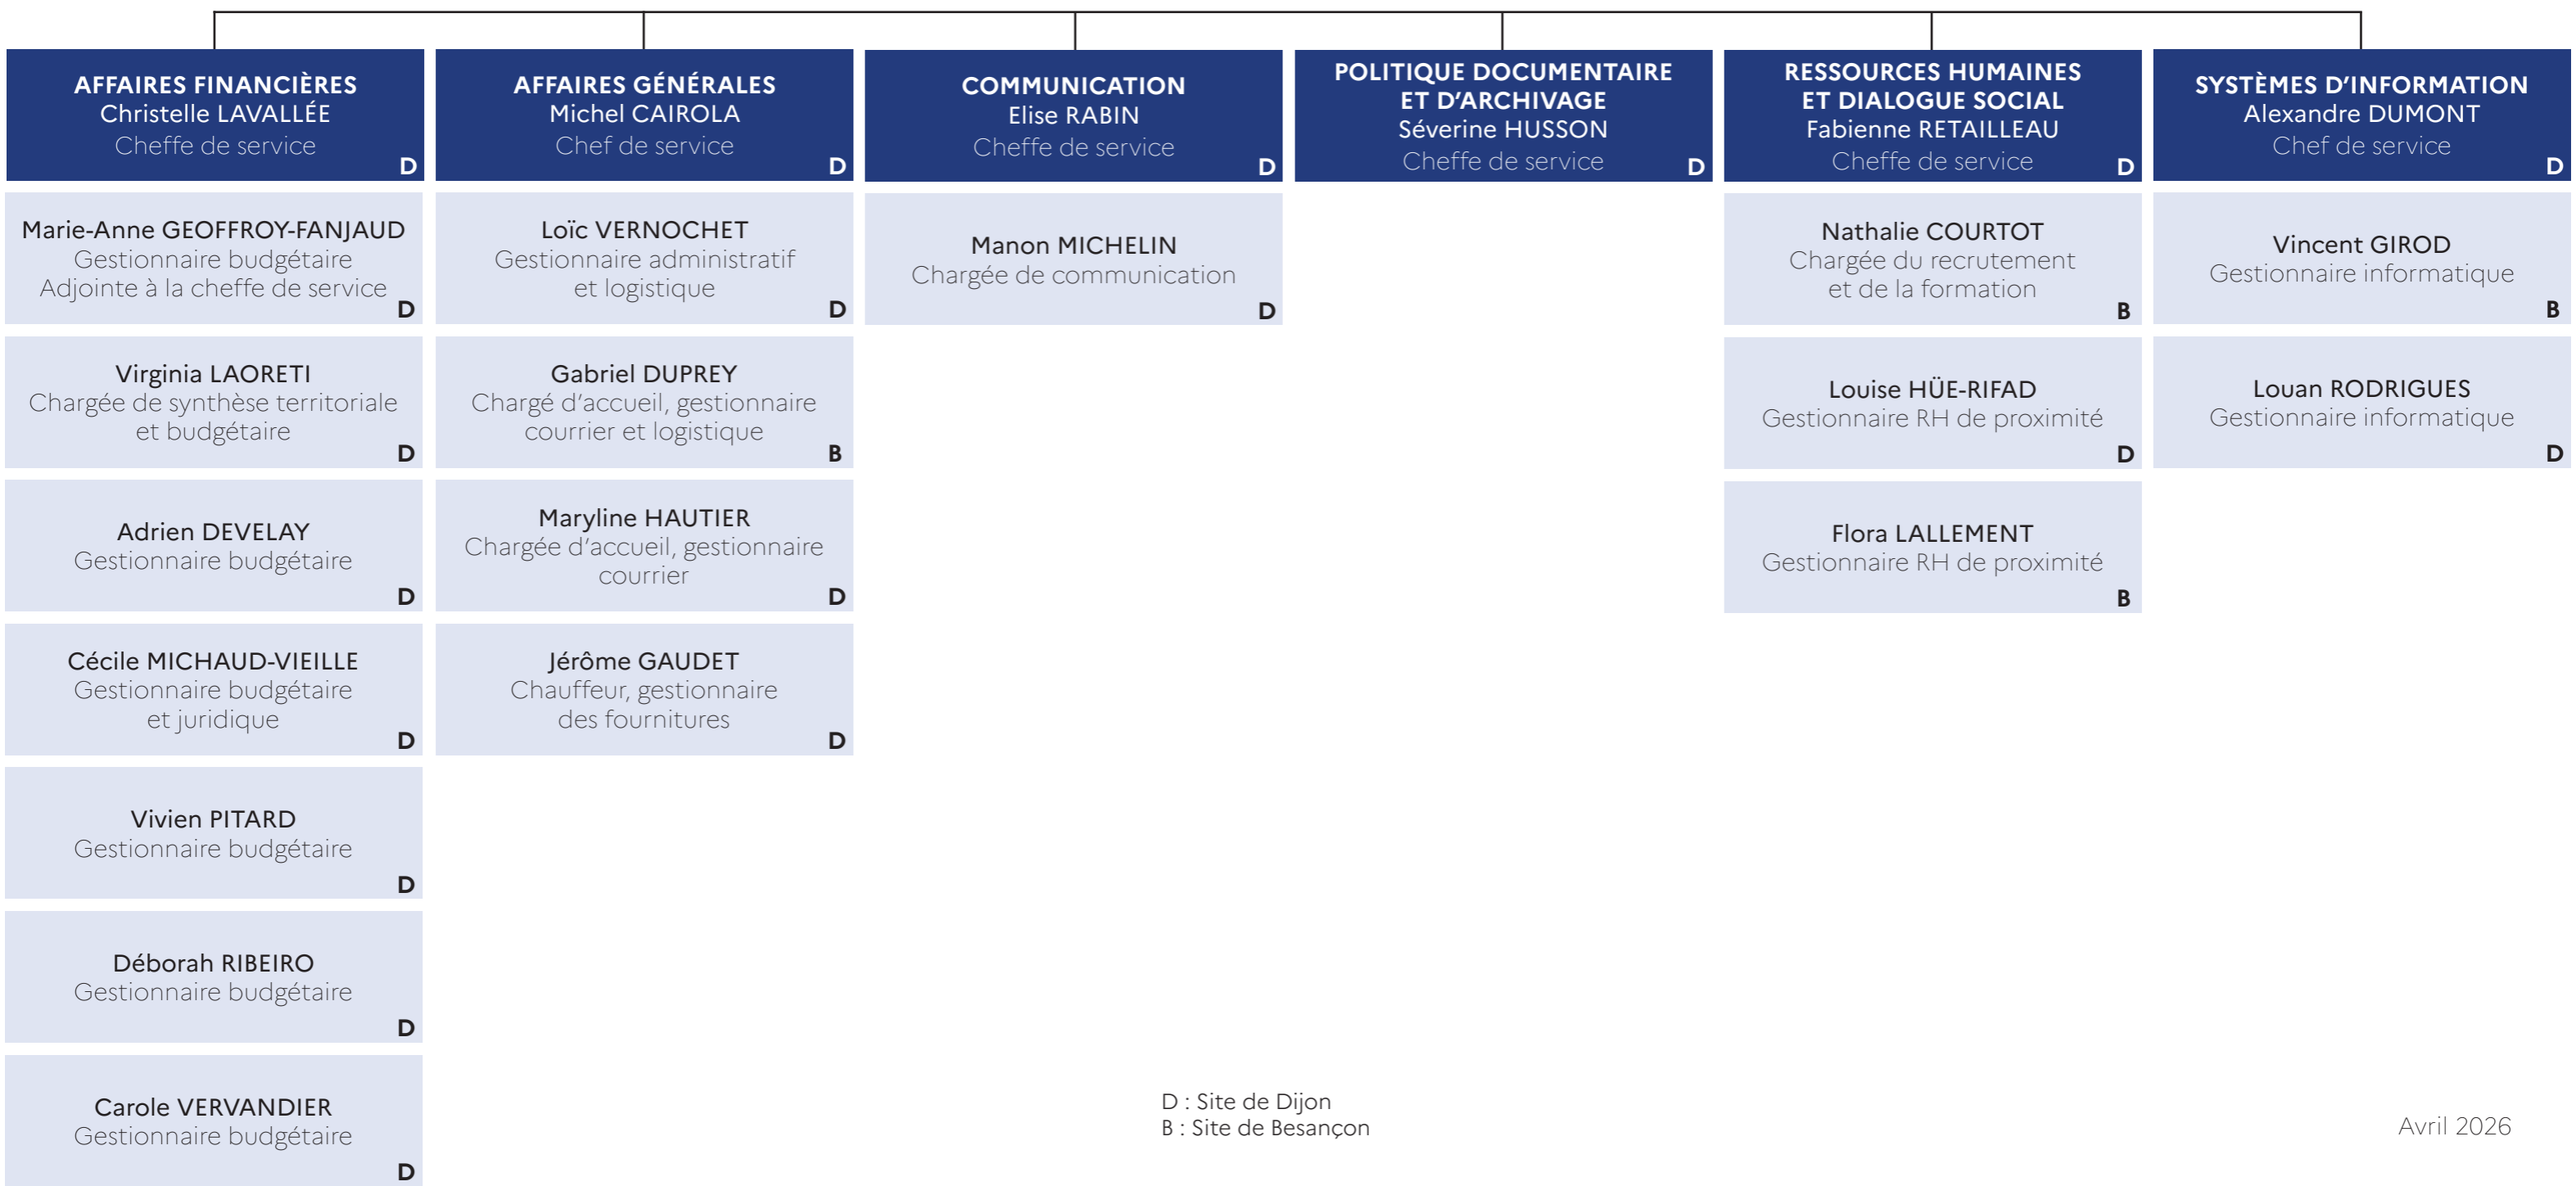 AFFAIRES FINANCIÈRES
Christelle LAVALLÉE
Cheffe de service
D
Marie-Anne GEOFFROY-FANJAUD
Gestionnaire budgétaire
Adjointe à la cheffe de service
D
Virginia LAORETI
Chargée de synthèse territoriale
et budgétaire
D
Adrien DEVELAY
Gestionnaire budgétaire
D
Cécile MICHAUD-VIEILLE
Gestionnaire budgétaire
et juridique
D
Vivien PITARD
Gestionnaire budgétaire
D
Déborah RIBEIRO
Gestionnaire budgétaire
D
Carole VERVANDIER
Gestionnaire budgétaire
D
AFFAIRES GÉNÉRALES
Michel CAIROLA
Chef de service
D
Loïc VERNOCHET
Gestionnaire administratif
et logistique
D
Gabriel DUPREY
Chargé d’accueil, gestionnaire
courrier et logistique
B
Maryline HAUTIER
Chargée d’accueil, gestionnaire
courrier
D
Jérôme GAUDET
Chauffeur, gestionnaire
des fournitures
D
COMMUNICATION
Elise RABIN
Cheffe de service
D
Manon MICHELIN
Chargée de communication
D
POLITIQUE DOCUMENTAIRE
ET D’ARCHIVAGE
Séverine HUSSON
Cheffe de service
D
RESSOURCES HUMAINES
ET DIALOGUE SOCIAL
Fabienne RETAILLEAU
Cheffe de service
D
Nathalie COURTOT
Chargée du recrutement
et de la formation
B
Louise HÜE-RIFAD
Gestionnaire RH de proximité
D
Flora LALLEMENT
Gestionnaire RH de proximité
B
SYSTÈMES D’INFORMATION
Alexandre DUMONT
Chef de service
D
Vincent GIROD
Gestionnaire informatique
B
Louan RODRIGUES
Gestionnaire informatique
D
D : Site de Dijon
B : Site de Besançon
Avril 2026